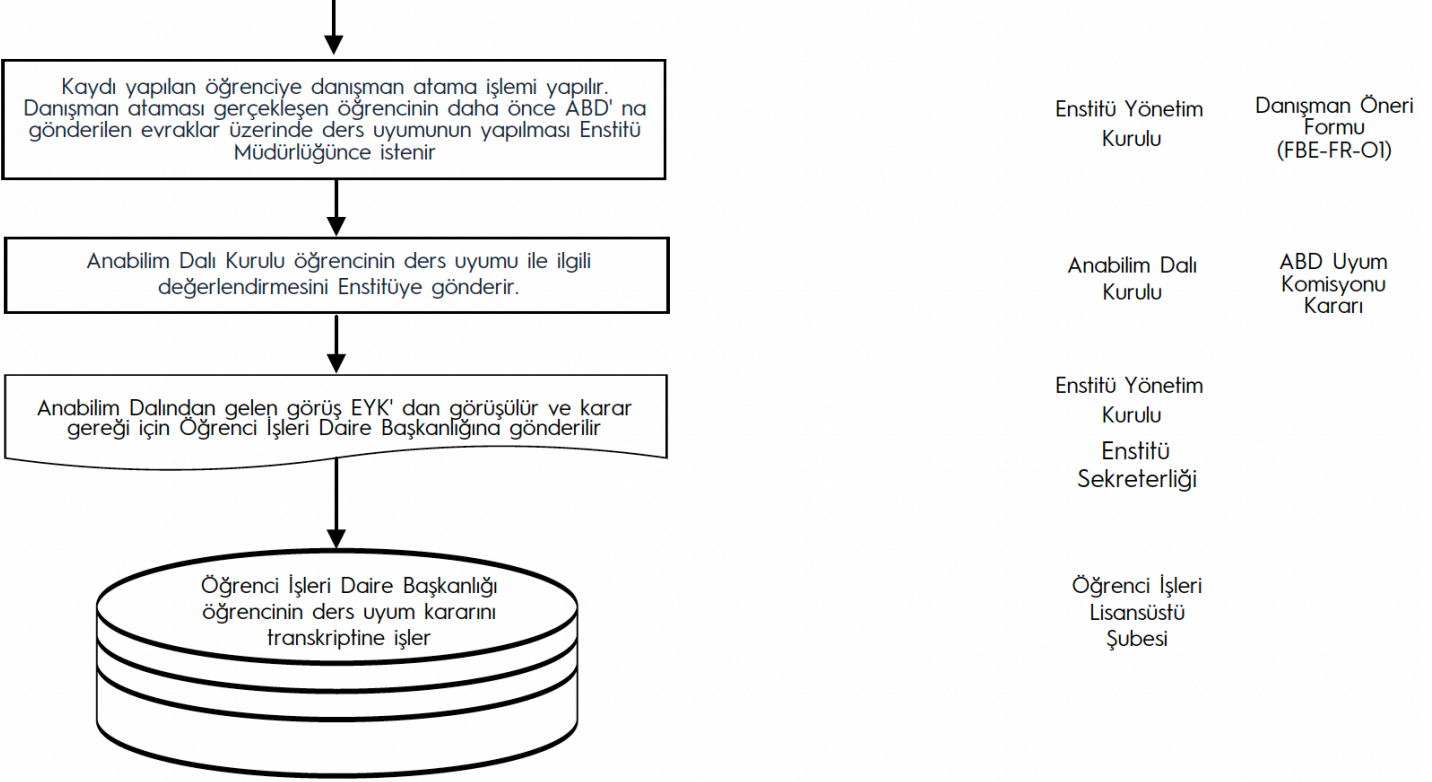 Kaydı yapılan öğrenciye danışman atama işlemi yapılır.
Danışman ataması gerçekleşen öğrencinin daha önce ABD' na
gönderilen evraklar üzerinde ders uyumunun yapılması Enstitü
Müdürlüğünce istenir
Enstitü Yönetim
Kurulu
Danışman Öneri
Formu
(FBE-FR-01)
Anabilim Dalı Kurulu öğrencinin ders uyumu ile ilgili
değerlendirmesini Enstitüye gönderir.
Anabilim Dalı
Kurulu
ABD Uyum
Komisyonu
Kararı
Anabilim Dalından gelen görüş EYK' dan görüşülür ve karar
gereği için Öğrenci İşleri Daire Başkanlığına gönderilir
Enstitü Yönetim
Kurulu
Enstitü
Sekreterliği
Öğrenci İşleri Daire Başkanlığı
öğrencinin ders uyum kararını
transkriptine işler
Öğrenci İşleri
Lisansüstü
Şubesi